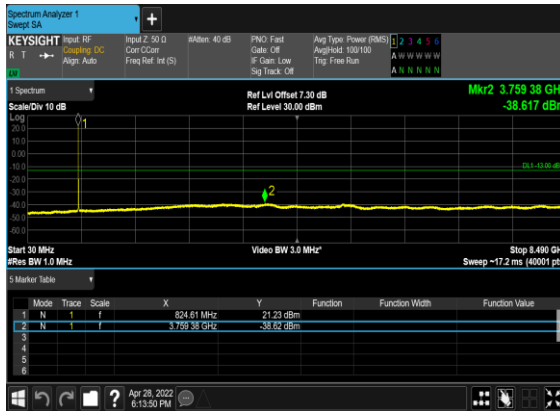 Spectrum Analyzer 1
Swept SA
+
KEYSIGHT
R T
Input: RF
Coupling: DC
Align: Auto
Input Z: 50 Ω
Corr CCorr
Freq Ref: Int (S)
#Atten: 40 dB
PNO: Fast
Gate: Off
IF Gain: Low
Sig Track: Off
Avg Type: Power (RMS)
Avg|Hold: 100/100
Trig: Free Run
1 2 3 4 5 6
A W W W W W
A N N N N N
1 Spectrum
Scale/Div 10 dB
Ref Lvl Offset 7.30 dB
Ref Level 30.00 dBm
Mkr2 3.759 38 GHz
-38.617 dBm
Log
20.0
10.0
0.00
-10.0
-20.0
-30.0
-40.0
-50.0
-60.0
1
2
DL1 -13.00 dBm
Start 30 MHz
#Res BW 1.0 MHz
Video BW 3.0 MHz*
Stop 8.490 GHz
Sweep ~17.2 ms (40001 pts)
5 Marker Table
Mode Trace Scale X Y Function Function Width Function Value
1 N 1 f 824.61 MHz 21.23 dBm
2 N 1 f 3.759 38 GHz -38.62 dBm
3
4
5
6
?
Apr 28, 2022
6:13:50 PM